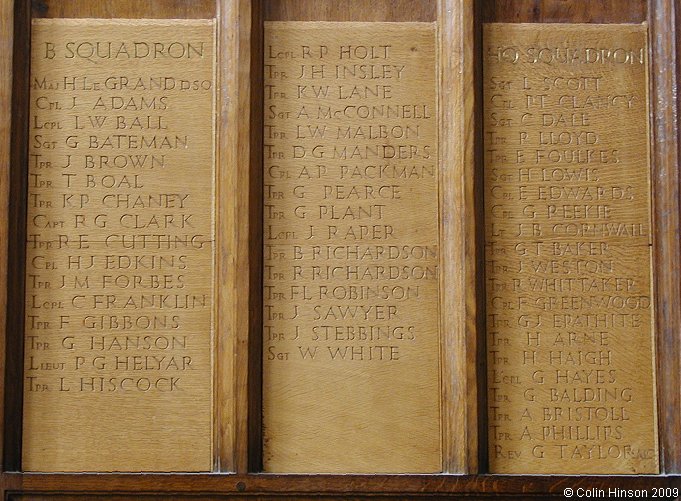 B SQUADRON
MAJ H LE GRAND DSO
CPL J ADAMS
LCPL L W BALL
SGT G BATEMAN
TPR J BROWN
TPR T BOAL
TPR K P CHANEY
CAPT R G CLARK
TPR R E CUTTING
CPL H J EDKINS
TPR J M FORBES
LCPL C FRANKLIN
TPR F GIBBONS
TPR G HANSON
LIEUT P G HELYAR
TPR L HISCOCK
LCPL R P HOLT
TPR J H INSLEY
TPR K W LANE
SGT A McCONNELL
TPR L W MALBON
TPR D G MANDERS
CPL A P PACKMAN
TPR G PEARCE
TPR G PLANT
LCPL J RAPER
TPR B RICHARDSON
TPR R RICHARDSON
TPR F L ROBINSON
TPR J SAWYER
TPR J STEBBINGS
SGT W WHITE
HQ SQUADRON
SGT L SCOTT
CPL P T CLANCY
SGT C DALE
TPR R LLOYD
TPR E FOULKES
SGT H LOWIS
CPL E EDWARDS
CPL G REEKIE
LT J B CORNWALL
TPR G T BAKER
TPR J WESTON
TPR R WHITTAKER
CPL F GREENWOOD
TPR G J EPATHITE
TPR H ARNE
TPR H HAIGH
LCPL G HAYES
TPR G BALDING
TPR A BRISTOLL
TPR A PHILLIPS
REV G TAYLOR
© Colin Hinson 2009